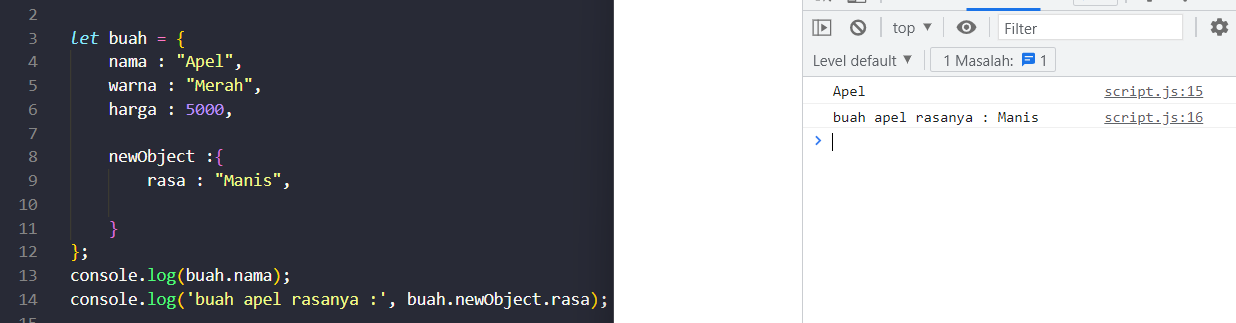 2
3 let buah = {
4 nama : "Apel",
5 warna : "Merah",
6 harga : 5000,
7
8 newObject :{
9 rasa : "Manis",
10
11 }
12 };
13 console.log(buah.nama);
14 console.log('buah apel rasanya :', buah.newObject.rasa);
15
top ▼ Filter
Level default ▼ 1 Masalah: 1
Apel script.js:15
buah apel rasanya : Manis script.js:16
>